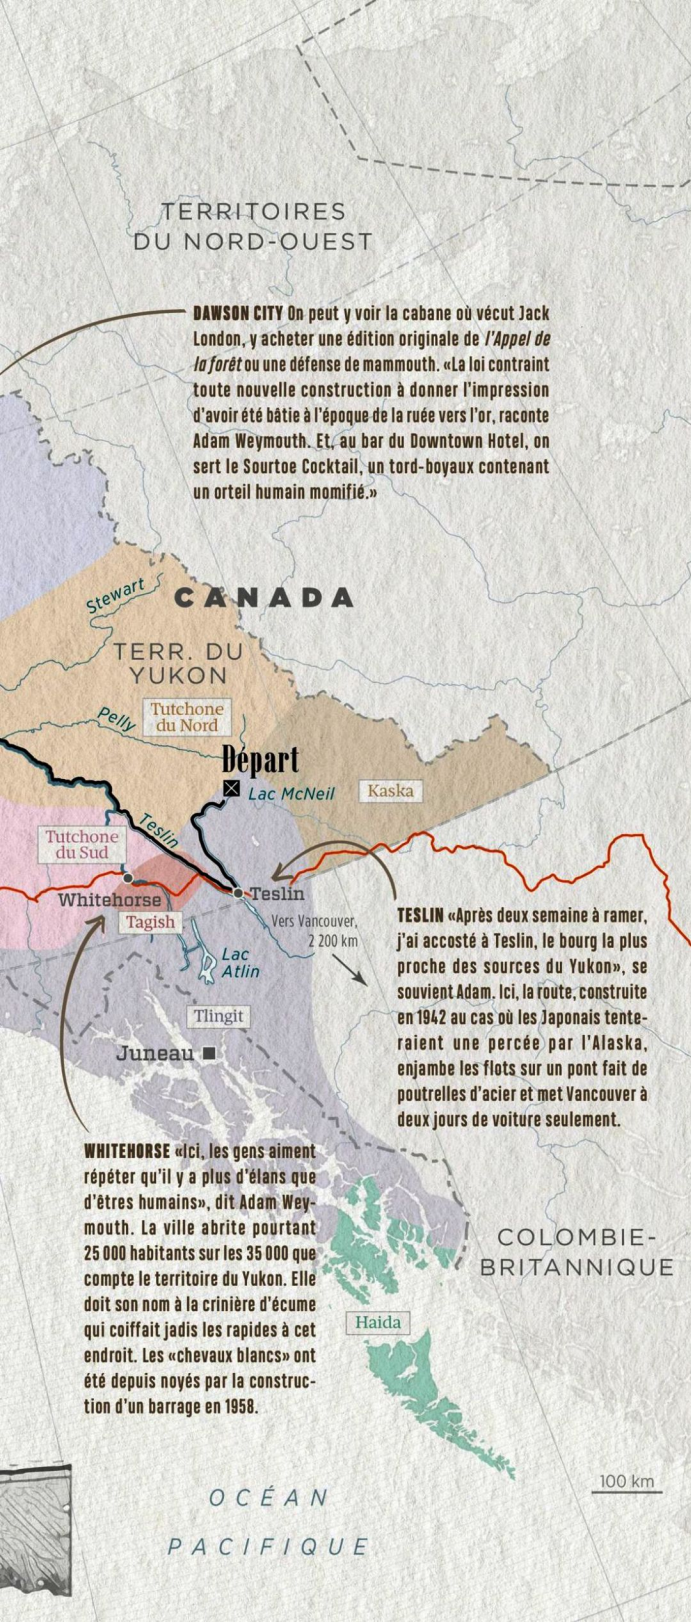 TERRITOIRES
DU NORD-OUEST
DAWSON CITY On peut y voir la cabane où vécut Jack
London, y acheter une édition originale de l'Appel de
la forêt ou une défense de mammouth. «La loi contraint
toute nouvelle construction à donner l'impression
d'avoir été bâtie à l'époque de la ruée vers l'or, raconte
Adam Weymouth. Et, au bar du Downtown Hotel, on
sert le Sourtoe Cocktail, un tord-boyaux contenant
un orteil humain momifié.»
Stewart
CANADA
TERR. DU
YUKON
Tutchone
du Nord
Pelly
Départ
Lac McNeil
Kaska
Teslin
Tutchone
du Sud
Whitehorse
Teslin
Tagish
Vers Vancouver,
2 200 km
Lac
Atlin
TESLIN «Après deux semaine à ramer,
j'ai accosté à Teslin, le bourg la plus
proche des sources du Yukon», se
souvient Adam. Ici, la route, construite
en 1942 au cas où les Japonais tente-
raient une percée par l'Alaska,
enjambe les flots sur un pont fait de
poutrelles d'acier et met Vancouver à
deux jours de voiture seulement.
Tlingit
Juneau
WHITEHORSE «Ici, les gens aiment
répéter qu'il y a plus d'élans que
d'êtres humains», dit Adam Wey-
mouth. La ville abrite pourtant
25 000 habitants sur les 35 000 que
compte le territoire du Yukon. Elle
doit son nom à la crinière d'écume
qui coiffait jadis les rapides à cet
endroit. Les «chevaux blancs» ont
été depuis noyés par la construc-
tion d'un barrage en 1958.
COLOMBIE-
BRITANNIQUE
Haida
100 km
OCÉAN
PACIFIQUE